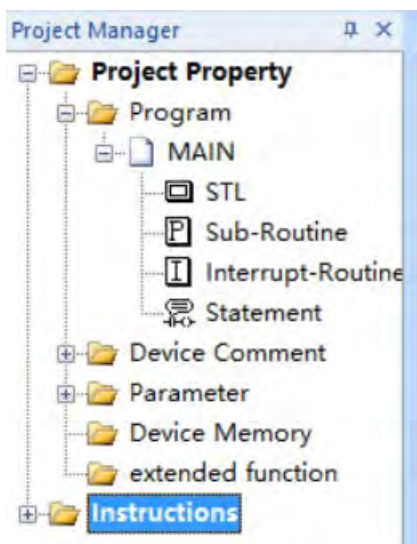 Project Manager
Project Property
Program
MAIN
STL
P Sub-Routine
I Interrupt-Routine
Statement
Device Comment
Parameter
Device Memory
extended function
Instructions